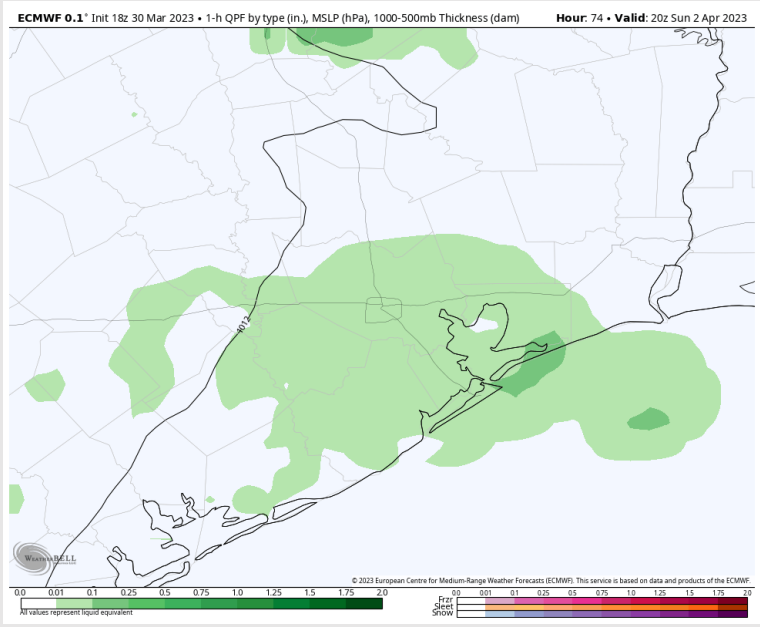 ECMWF 0.1° Init 18z 30 Mar 2023 • 1-h QPF by type (in.), MSLP (hPa), 1000-500mb Thickness (dam)
Hour: 74 • Valid: 20z Sun 2 Apr 2023
1012
WEATHERBELL
© 2023 European Centre for Medium-Range Weather Forecasts (ECMWF). This service is based on data and products of the ECMWF.
0.0 0.01 0.1 0.25 0.5 0.75 1.0 1.25 1.5 1.75 2.0
All values represent liquid equivalent
0.0 0.01 0.1 0.25 0.5 0.75 1.0 1.25 1.5 1.75 2.0
Frzr
Sleet
Snow